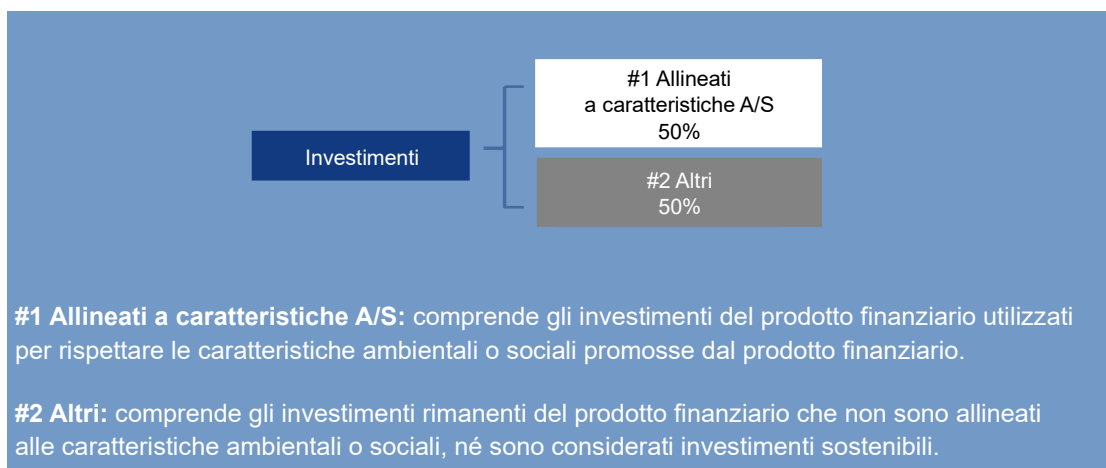 #1 Allineati
a caratteristiche A/S
50%
Investimenti
#2 Altri
50%
#1 Allineati a caratteristiche A/S: comprende gli investimenti del prodotto finanziario utilizzati
per rispettare le caratteristiche ambientali o sociali promosse dal prodotto finanziario.
#2 Altri: comprende gli investimenti rimanenti del prodotto finanziario che non sono allineati
alle caratteristiche ambientali o sociali, né sono considerati investimenti sostenibili.